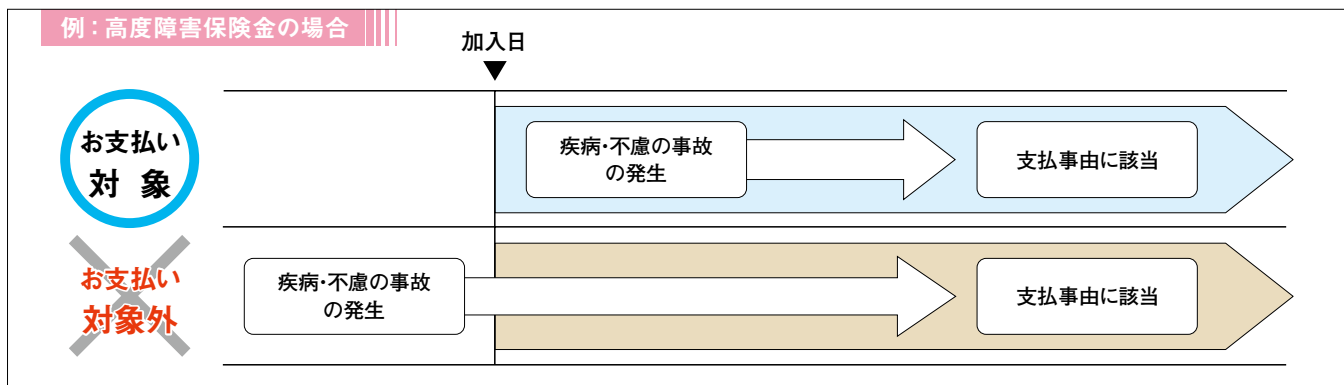 例：高度障害保険金の場合
加入日
お支払い
対 象
疾病・不慮の事故
の発生
支払事由に該当
お支払い
対象外
疾病・不慮の事故
の発生
支払事由に該当